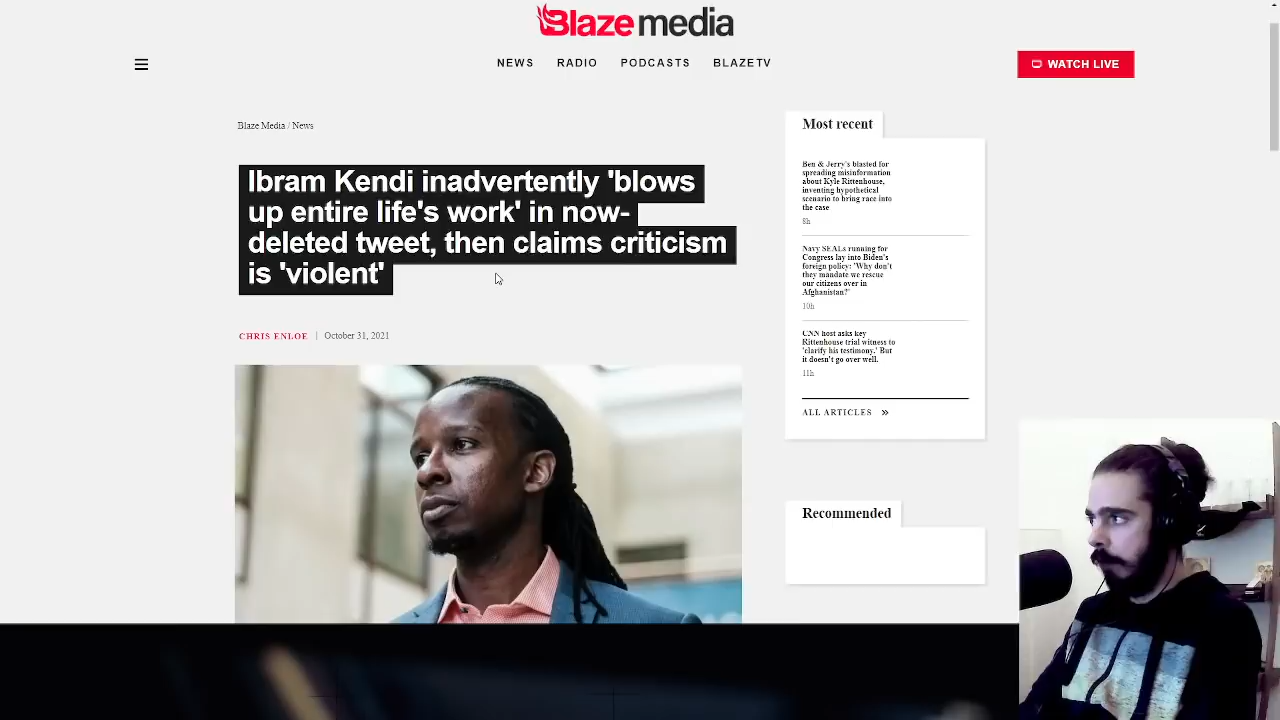 Blaze media
NEWS RADIO PODCASTS BLAZETV
WATCH LIVE
Blaze Media / News
Ibram Kendi inadvertently 'blows
up entire life's work' in now-
deleted tweet, then claims criticism
is 'violent'
CHRIS ENLOE | October 31, 2021
Most recent
Ben & Jerry's blasted for
spreading misinformation
about Kyle Rittenhouse,
inventing hypothetical
scenario to bring race into
the case
8h
Navy SEALs running for
Congress lay into Biden's
foreign policy: 'Why don't
they mandate we rescue
our citizens over in
Afghanistan?'
10h
CNN host asks key
Rittenhouse trial witness to
'clarify his testimony.' But
it doesn't go over well.
11h
ALL ARTICLES »
Recommended